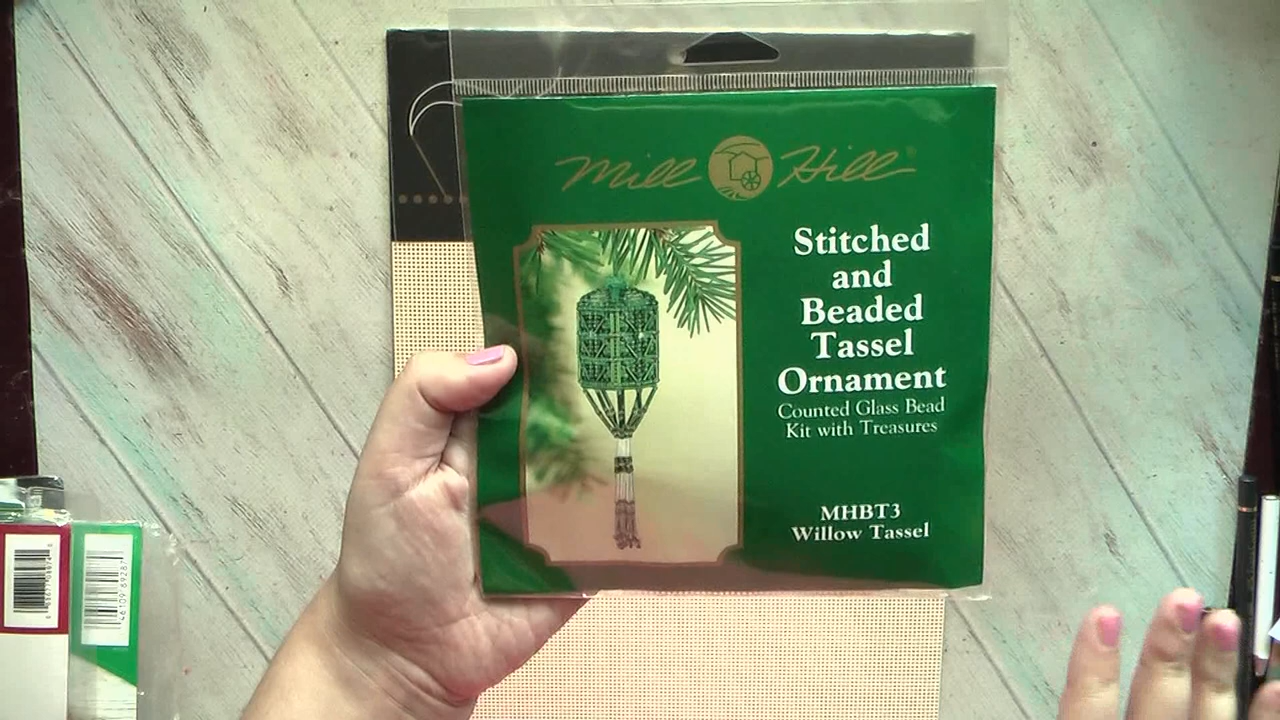 Mill Hill®
Stitched
and
Beaded
Tassel
Ornament
Counted Glass Bead
Kit with Treasures
MHBT3
Willow Tassel